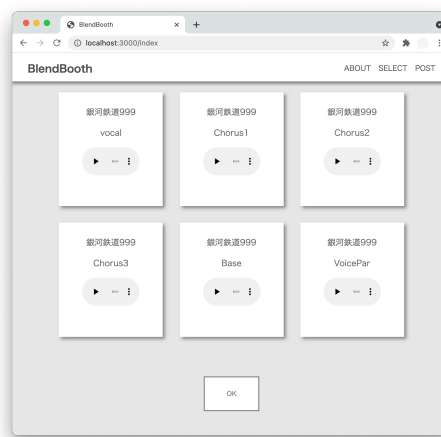 BlendBooth
localhost:3000/index
BlendBooth
ABOUT SELECT POST
銀河鉄道999
vocal
銀河鉄道999
Chorus1
銀河鉄道999
Chorus2
銀河鉄道999
Chorus3
銀河鉄道999
Base
銀河鉄道999
VoicePar
OK